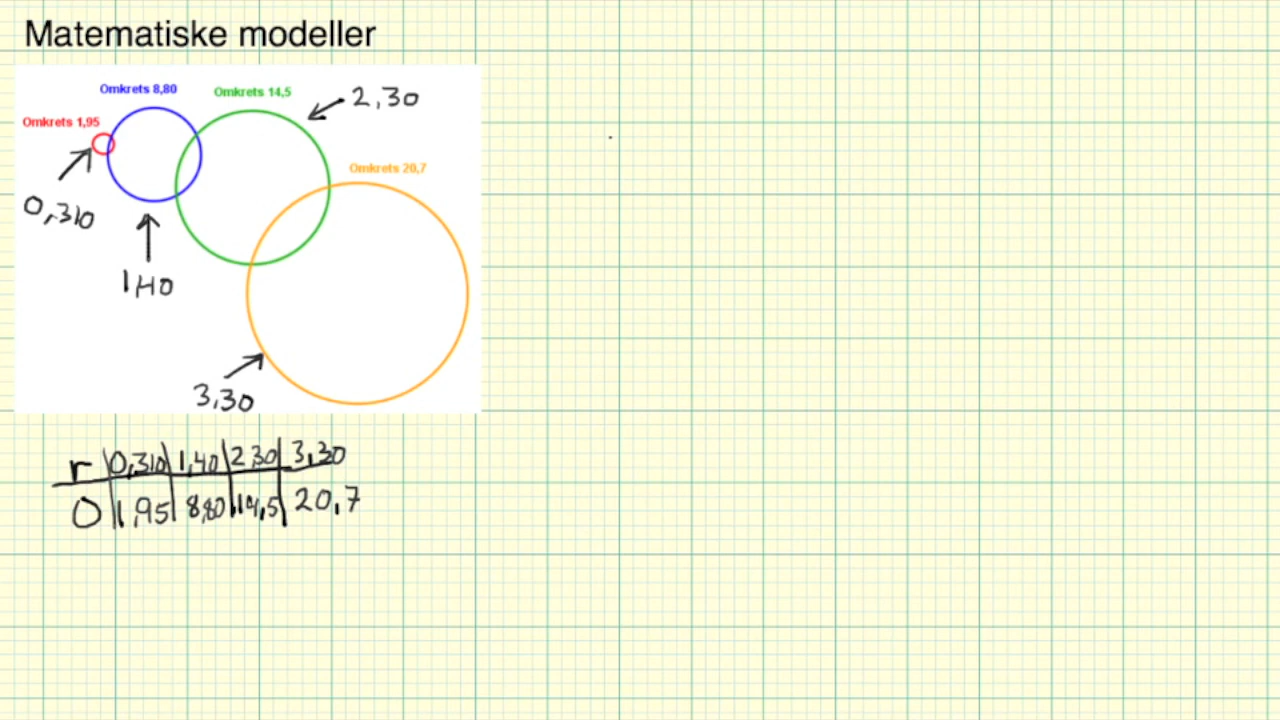 Matematiske modeller
Omkrets 8,80
Omkrets 14,5
2,30
Omkrets 1,95
Omkrets 20,7
0,310
1,40
3,30
r 0,310 1,40 2,30 3,30
O 1,95 8,80 14,5 20,7